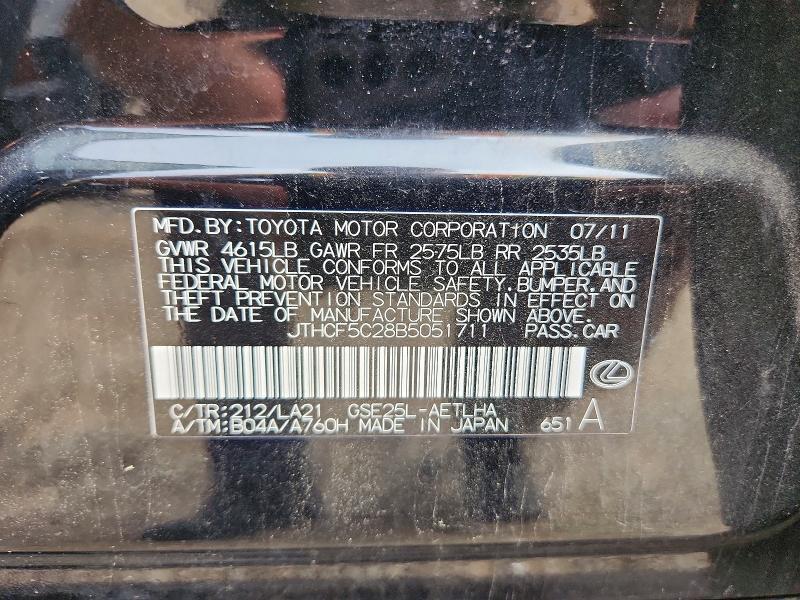 MFD. BY: TOYOTA MOTOR CORPORATION 07/11
GVWR 4615LB GAWR FR 2575LB RR 2535LB
THIS VEHICLE CONFORMS TO ALL APPLICABLE
FEDERAL MOTOR VEHICLE SAFETY, BUMPER, AND
THEFT PREVENTION STANDARDS IN EFFECT ON
THE DATE OF MANUFACTURE SHOWN ABOVE.
JTHCF5C28B5051711 PASS. CAR
C/TR: 212/LA21 GSE25L-AETLHA
A/TM: B04A/A760H MADE IN JAPAN 651 A